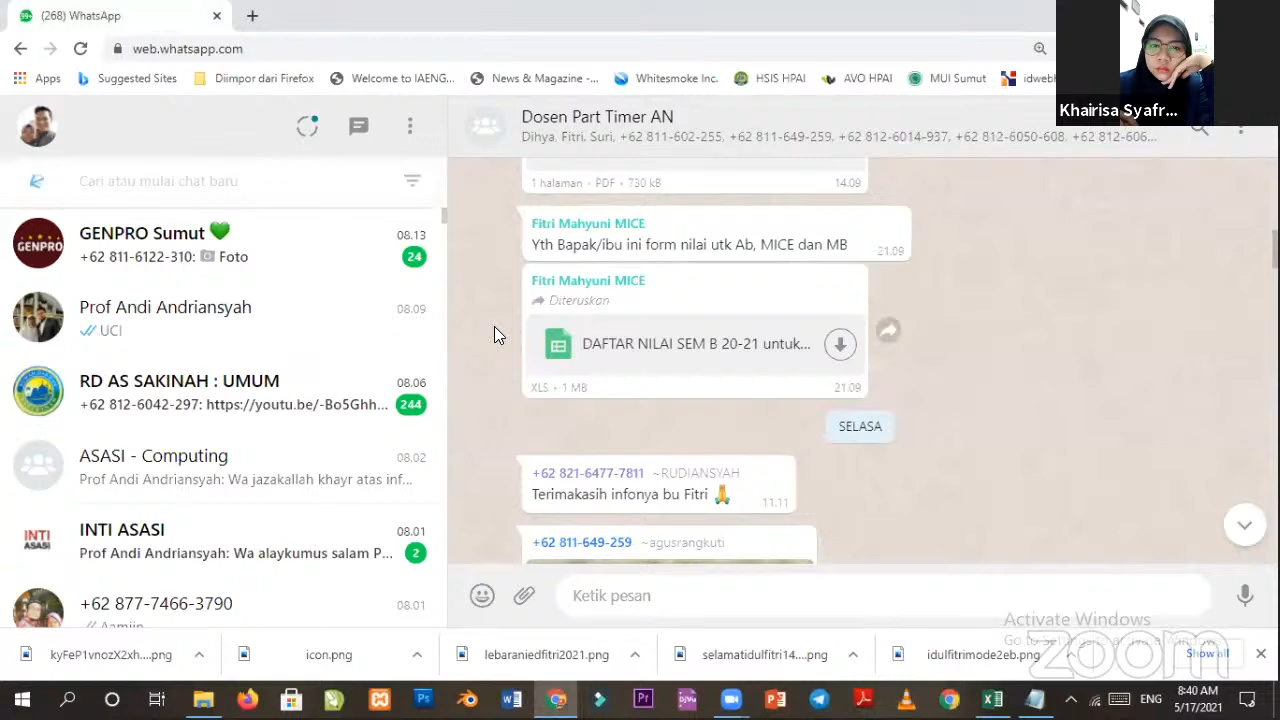 (268) WhatsApp
web.whatsapp.com
Apps
Suggested Sites
Diimpor dari Firefox
Welcome to IAENG...
News & Magazine -...
Whitesmoke Inc.
HSIS HPAI
AVO HPAI
MUI Sumut
idwebh
Khairisa Syafr...
Cari atau mulai chat baru
GENPRO Sumut 💚
08.13
+62 811-6122-310: 📷 Foto
24
Prof Andi Andriansyah
08.09
UCI
RD AS SAKINAH : UMUM
08.06
+62 812-6042-297: https://youtu.be/-Bo5Ghh...
244
ASASI - Computing
08.02
Prof Andi Andriansyah: Wa jazakallah khayr atas inf...
INTI ASASI
08.01
Prof Andi Andriansyah: Wa alaykumus salam P...
2
+62 877-7466-3790
08.01
Aamiin
Dosen Part Timer AN
Dihya, Fitri, Suri, +62 811-602-255, +62 811-649-259, +62 812-6014-937, +62 812-6050-608, +62 812-606...
1 halaman • PDF • 730 kB
14.09
Fitri Mahyuni MICE
Yth Bapak/ibu ini form nilai utk Ab, MICE dan MB
21.09
Fitri Mahyuni MICE
Diteruskan
DAFTAR NILAI SEM B 20-21 untuk...
XLS • 1 MB
21.09
SELASA
+62 821-6477-7811 ~RUDIANSYAH
Terimakasih infonya bu Fitri 🙏
11.11
+62 811-649-259 ~agusrangkuti
Ketik pesan
Activate Windows
Go to Settings to activate Windows.
zoom
kyFeP1vnozX2xh....png
icon.png
lebaraniedfitri2021.png
selamatidulfitri14....png
idulfitrimode2eb.png
Show all
ENG
8:40 AM
5/17/2021